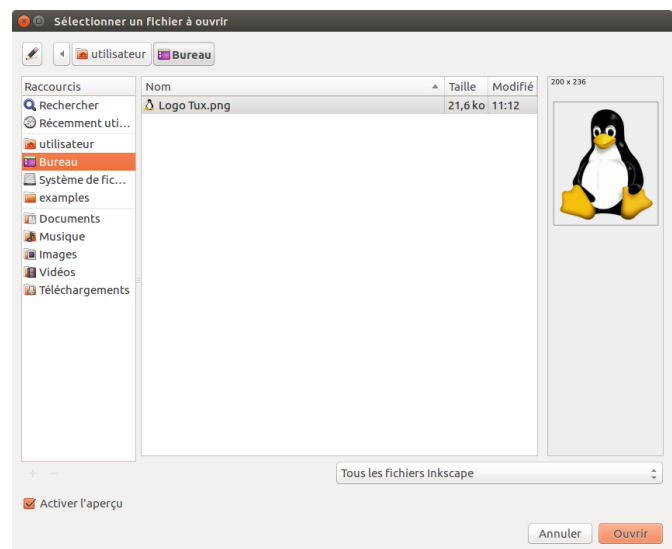 Sélectionner un fichier à ouvrir
utilisateur
Bureau
Raccourcis
Rechercher
Récemment uti...
utilisateur
Bureau
Système de fic...
examples
Documents
Musique
Images
Vidéos
Téléchargements
Nom Taille Modifié
Logo Tux.png 21,6 ko 11:12
200 x 236
Tous les fichiers Inkscape
Activer l'aperçu
Annuler Ouvrir